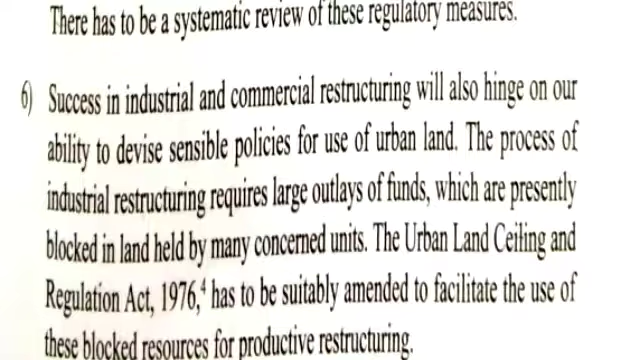 There has to be a systematic review of these regulatory measures.
6) Success in industrial and commercial restructuring will also hinge on our
ability to devise sensible policies for use of urban land. The process of
industrial restructuring requires large outlays of funds, which are presently
blocked in land held by many concerned units. The Urban Land Ceiling and
Regulation Act, 1976,⁴ has to be suitably amended to facilitate the use of
these blocked resources for productive restructuring.